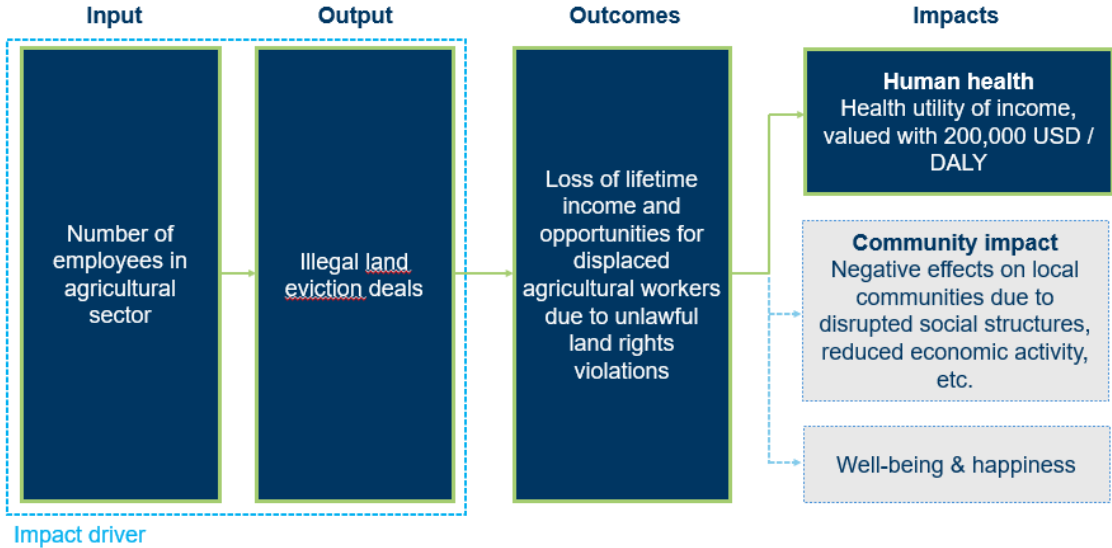 Input
Output
Outcomes
Impacts
Number of
employees in
agricultural
sector
Illegal land
eviction deals
Loss of lifetime
income and
opportunities for
displaced
agricultural workers
due to unlawful
land rights
violations
Human health
Health utility of income,
valued with 200,000 USD /
DALY
Community impact
Negative effects on local
communities due to
disrupted social structures,
reduced economic activity,
etc.
Well-being & happiness
Impact driver